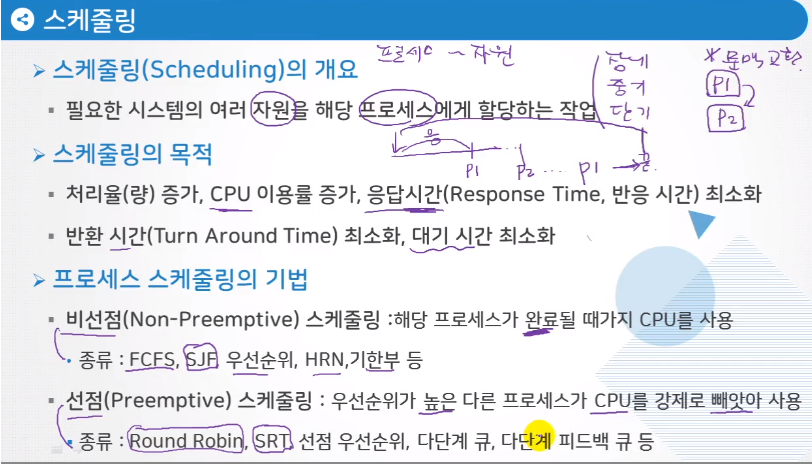 스케줄링
➢ 스케줄링(Scheduling)의 개요
프로세스 ~ 자원
장기
중기
단기
※ 문맥교환
P1
P2
▪ 필요한 시스템의 여러 자원을 해당 프로세스에게 할당하는 작업
응
P1 P2 ... P1 → 끝
➢ 스케줄링의 목적
▪ 처리율(량) 증가, CPU 이용률 증가, 응답시간(Response Time, 반응 시간) 최소화
▪ 반환 시간(Turn Around Time) 최소화, 대기 시간 최소화
➢ 프로세스 스케줄링의 기법
▪ 비선점(Non-Preemptive) 스케줄링 :해당 프로세스가 완료될 때가지 CPU를 사용
• 종류 : FCFS, SJF, 우선순위, HRN,기한부 등
▪ 선점(Preemptive) 스케줄링 : 우선순위가 높은 다른 프로세스가 CPU를 강제로 빼앗아 사용
• 종류 : Round Robin, SRT, 선점 우선순위, 다단계 큐, 다단계 피드백 큐 등